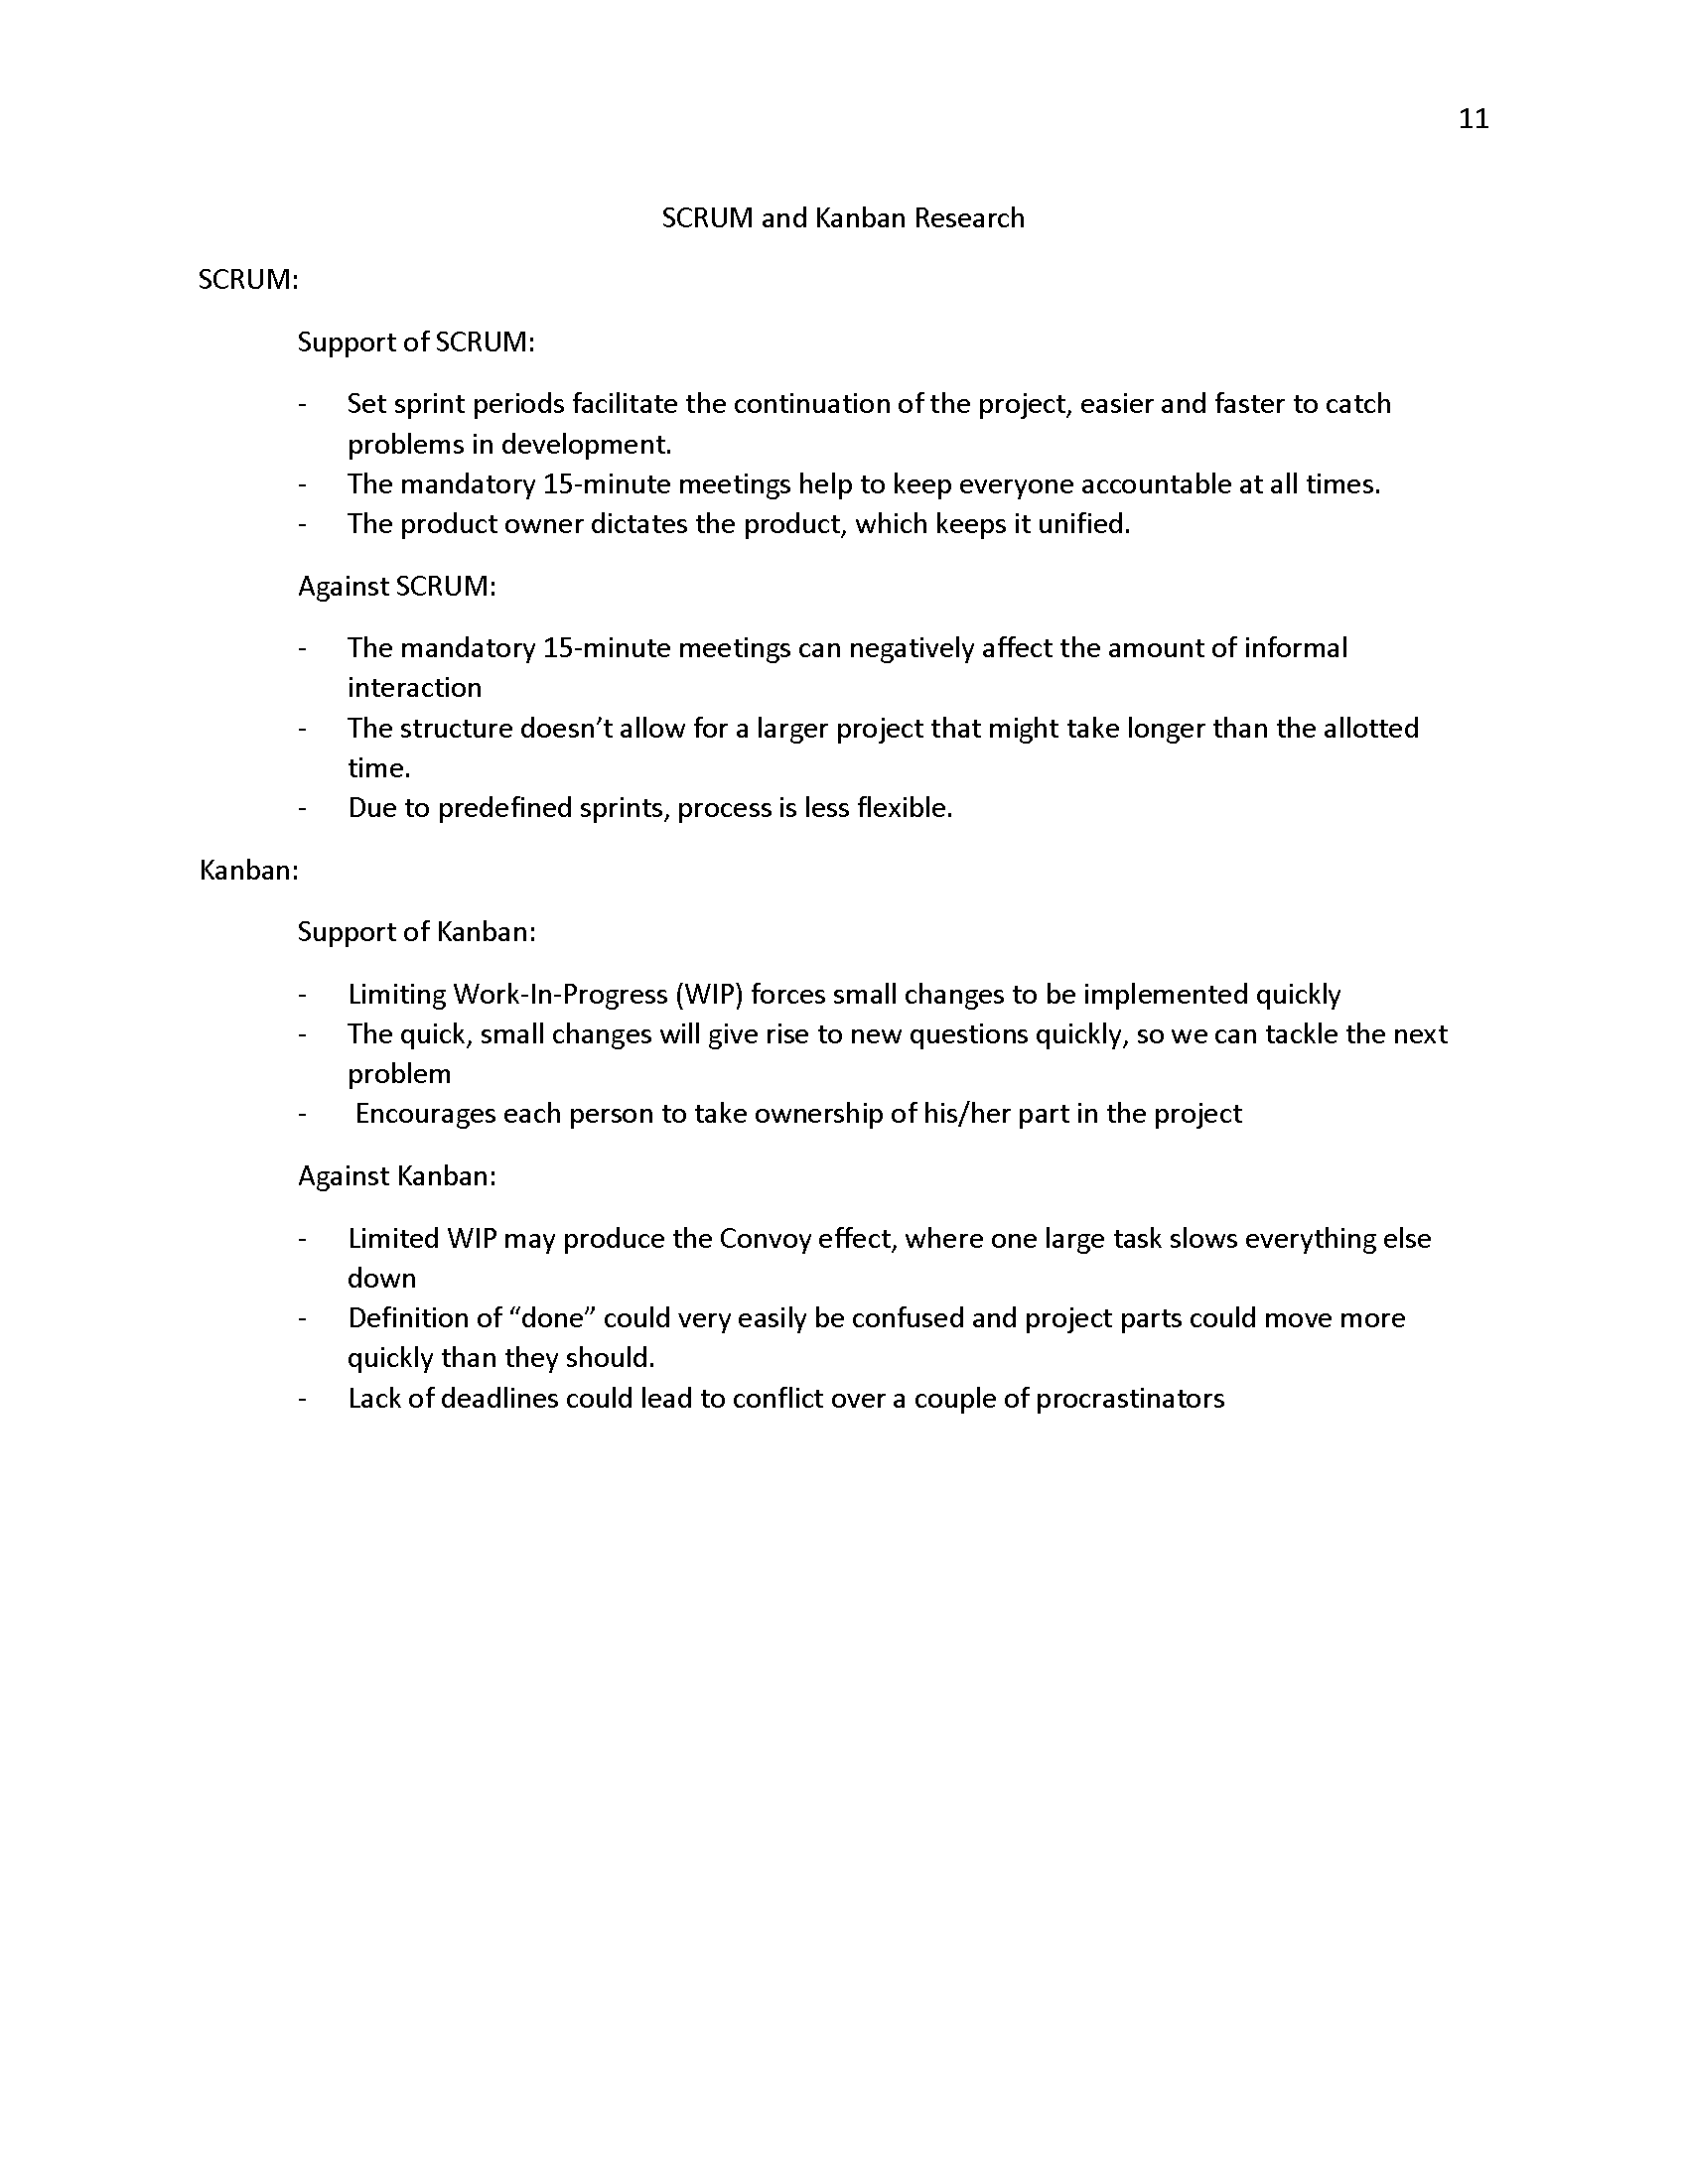 11
SCRUM and Kanban Research
SCRUM:
Support of SCRUM:
- Set sprint periods facilitate the continuation of the project, easier and faster to catch
problems in development.
- The mandatory 15-minute meetings help to keep everyone accountable at all times.
- The product owner dictates the product, which keeps it unified.
Against SCRUM:
- The mandatory 15-minute meetings can negatively affect the amount of informal
interaction
- The structure doesn’t allow for a larger project that might take longer than the allotted
time.
- Due to predefined sprints, process is less flexible.
Kanban:
Support of Kanban:
- Limiting Work-In-Progress (WIP) forces small changes to be implemented quickly
- The quick, small changes will give rise to new questions quickly, so we can tackle the next
problem
- Encourages each person to take ownership of his/her part in the project
Against Kanban:
- Limited WIP may produce the Convoy effect, where one large task slows everything else
down
- Definition of “done” could very easily be confused and project parts could move more
quickly than they should.
- Lack of deadlines could lead to conflict over a couple of procrastinators